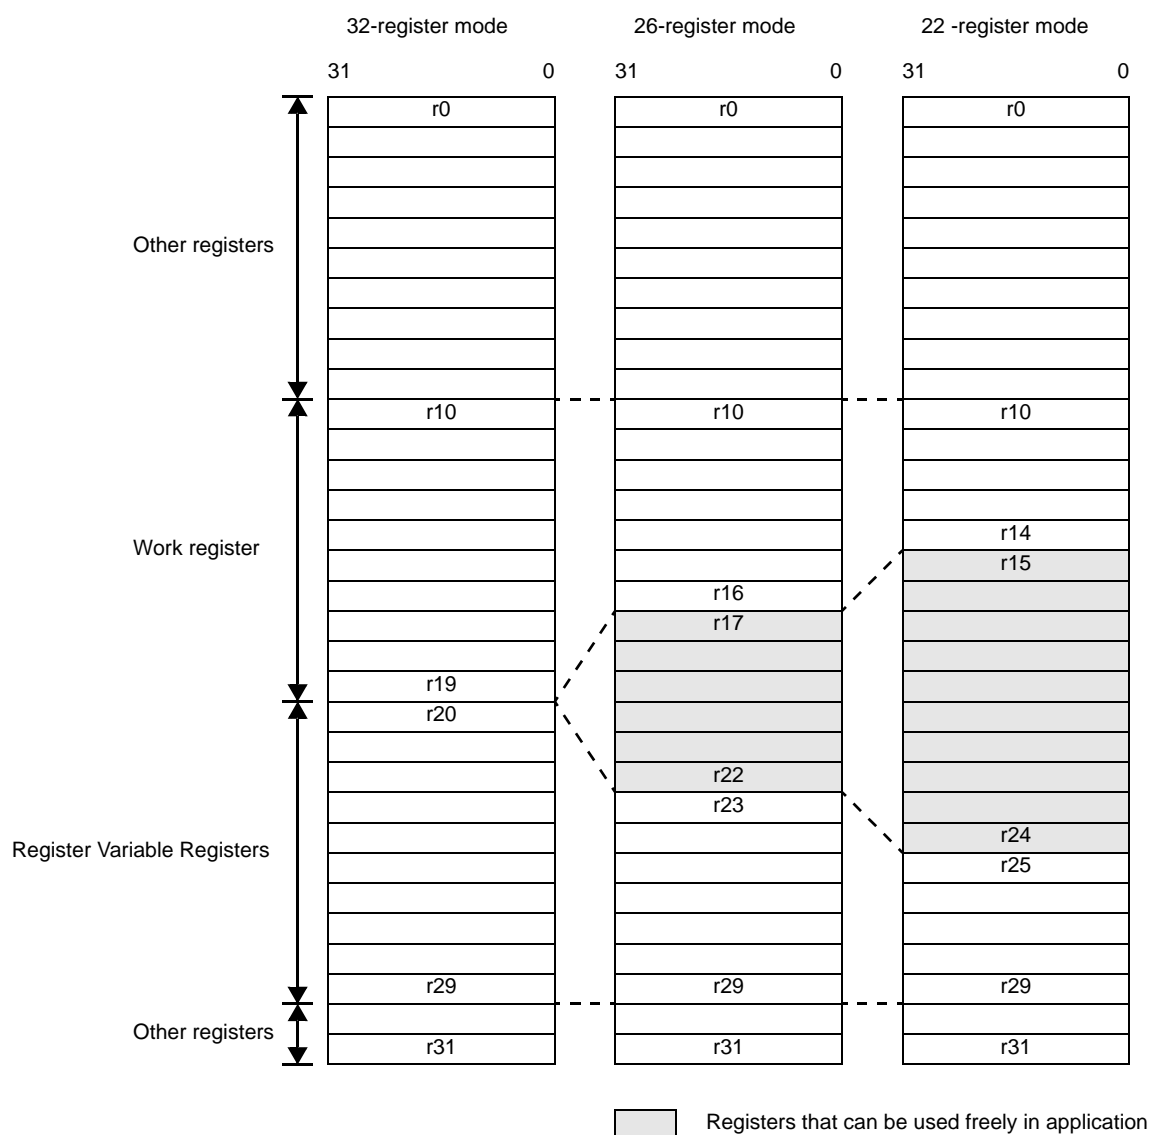 32-register mode 26-register mode 22 -register mode
31 0 31 0 31 0
r0 r0 r0
Other registers
r10 r10 r10
r14
Work register
r15
r16
r17
r19
r20
r22
r23
r24
Register Variable Registers
r25
r29 r29 r29
Other registers
r31 r31 r31
Registers that can be used freely in application